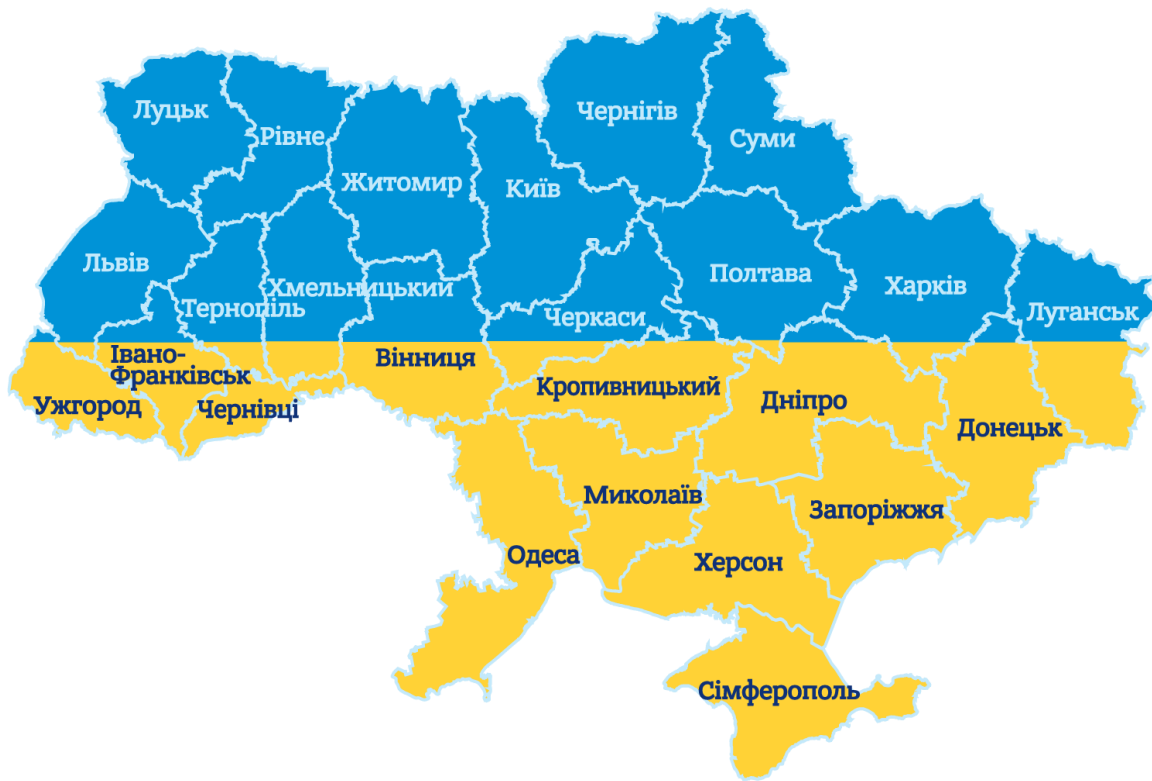 Чернігів
Луцьк
Суми
Рівне
Житомир
Київ
Львів
Полтава
Харків
Хмельницький
Тернопіль
Черкаси
Луганськ
Івано-
Франківськ
Вінниця
Кропивницький
Дніпро
Ужгород
Чернівці
Донецьк
Миколаїв
Запоріжжя
Одеса
Херсон
Сімферополь